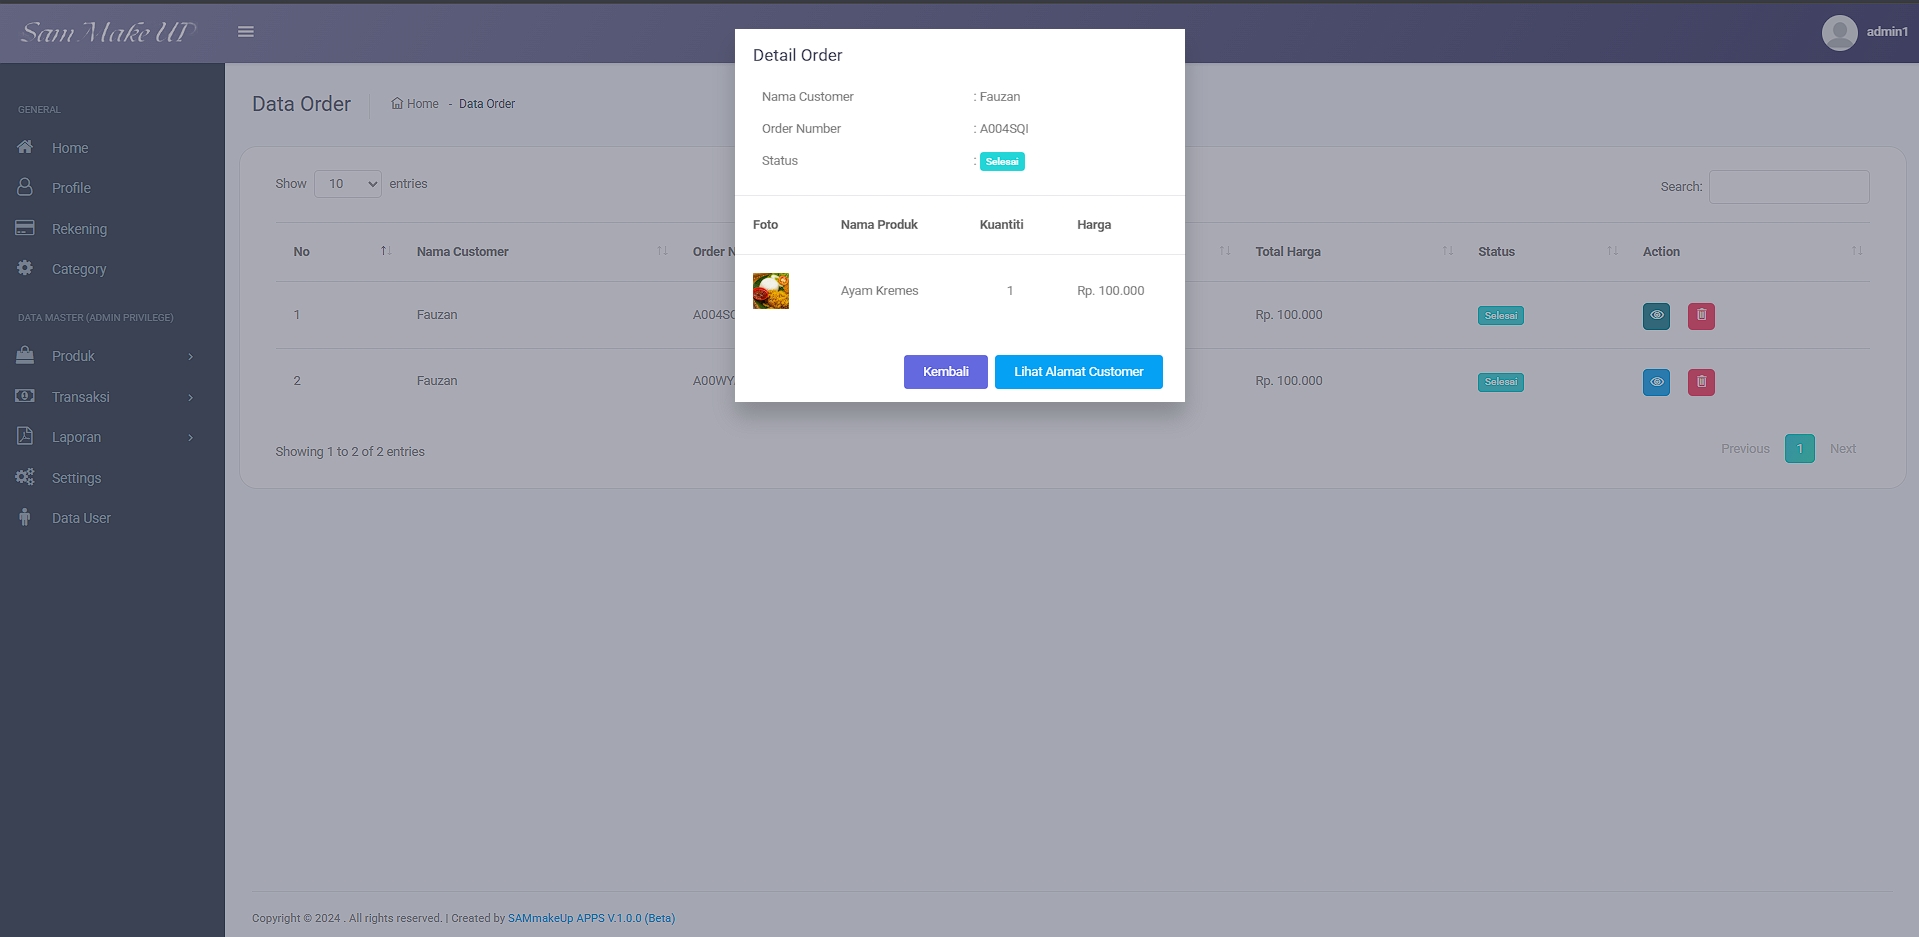 Sam Make UP
admin1
GENERAL
Home
Profile
Rekening
Category
DATA MASTER (ADMIN PRIVILEGE)
Produk
Transaksi
Laporan
Settings
Data User
Data Order
Home - Data Order
Show 10 entries
Search:
No Nama Customer Order N Total Harga Status Action
1 Fauzan A004SQ Rp. 100.000 Selesai
2 Fauzan A00WY Rp. 100.000 Selesai
Showing 1 to 2 of 2 entries
Previous 1 Next
Detail Order
Nama Customer : Fauzan
Order Number : A004SQI
Status : Selesai
Foto Nama Produk Kuantiti Harga
Ayam Kremes 1 Rp. 100.000
Kembali Lihat Alamat Customer
Copyright © 2024 . All rights reserved. | Created by SAMmakeUp APPS V.1.0.0 (Beta)